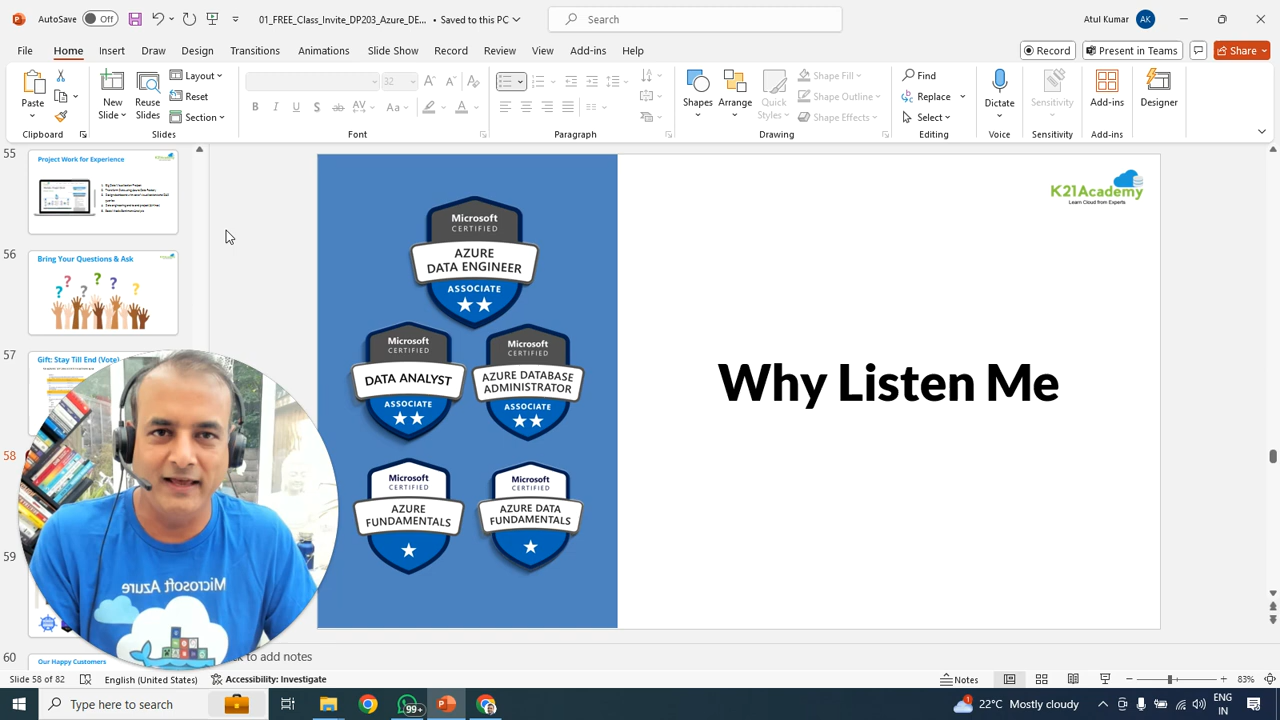 AutoSave Off 01_FREE_Class_Invite_DP203_Azure_DE... • Saved to this PC Search Atul Kumar AK
File Home Insert Draw Design Transitions Animations Slide Show Record Review View Add-ins Help Record Present in Teams Share
Paste New Slide Reuse Slides Layout Reset Section 32 Aa Shapes Arrange Quick Styles Shape Fill Shape Outline Shape Effects Find Replace Select Dictate Sensitivity Add-ins Designer
Clipboard Slides Font Paragraph Drawing Editing Voice Sensitivity Add-ins
55
Project Work for Experience
56
Bring Your Questions & Ask
57
Gift: Stay Till End (Vote)
58
59
60
Our Happy Customers
Microsoft
CERTIFIED
AZURE
DATA ENGINEER
ASSOCIATE
Microsoft
CERTIFIED
DATA ANALYST
ASSOCIATE
Microsoft
CERTIFIED
AZURE DATABASE
ADMINISTRATOR
ASSOCIATE
Microsoft
CERTIFIED
AZURE
FUNDAMENTALS
Microsoft
CERTIFIED
AZURE DATA
FUNDAMENTALS
K21Academy
Learn Cloud from Experts
Why Listen Me
Microsoft Azure
to add notes
Slide 58 of 82 English (United States) Accessibility: Investigate Notes 83%
Type here to search 99+ 1 22°C Mostly cloudy ENG
IN